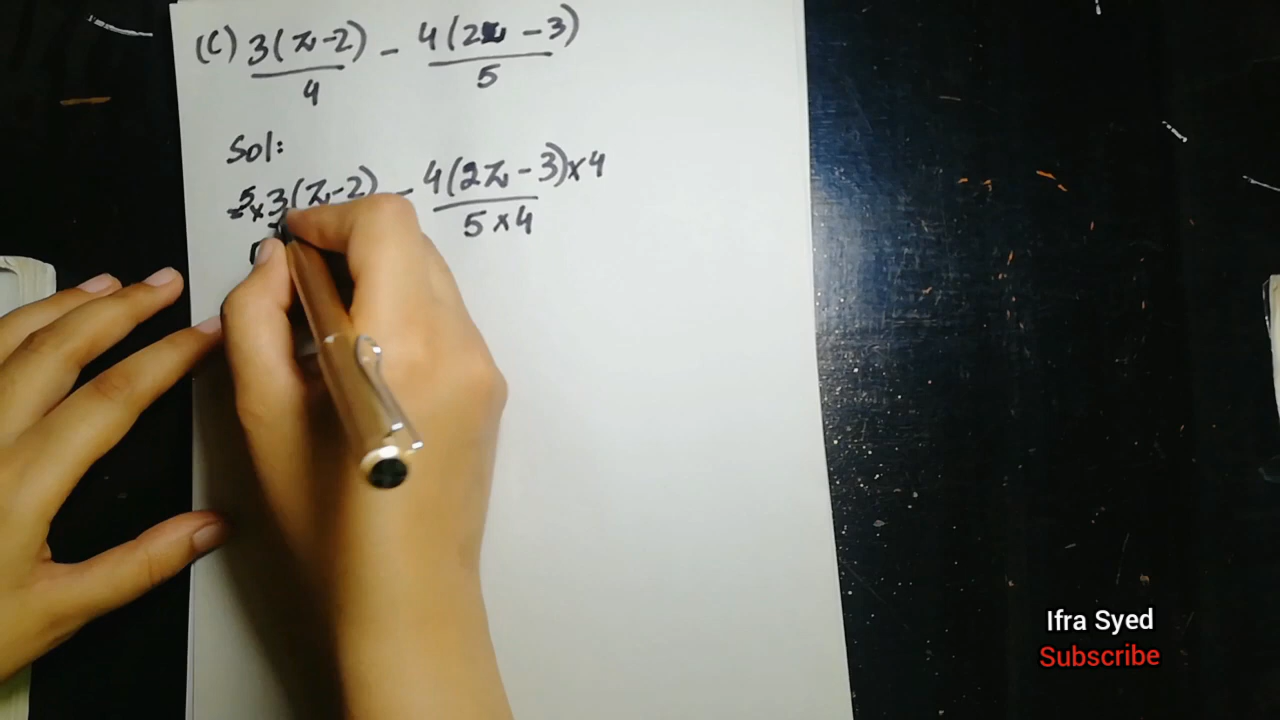 (C) 3(x-2)/4 - 4(2x-3)/5
Sol:
= 5×3(x-2) - 4(2x-3)×4/5×4
Ifra Syed
Subscribe